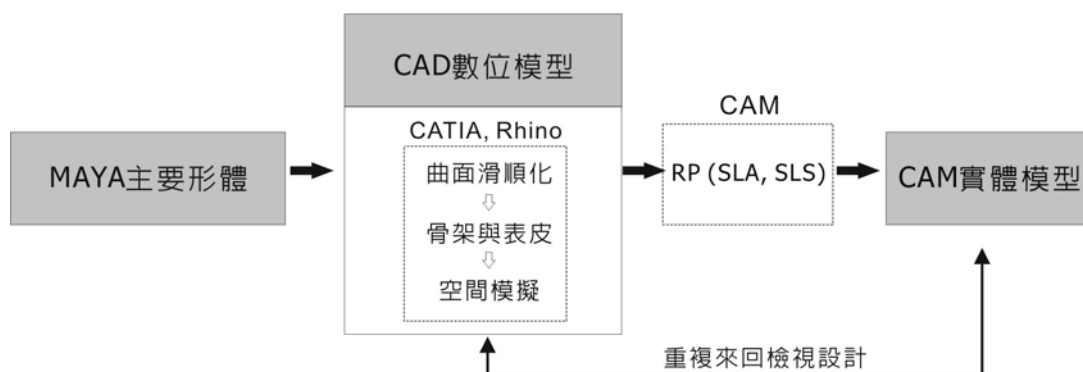 MAYA主要形體
CAD數位模型
CATIA, Rhino
曲面滑順化
骨架與表皮
空間模擬
CAM
RP (SLA, SLS)
CAM實體模型
重複來回檢視設計